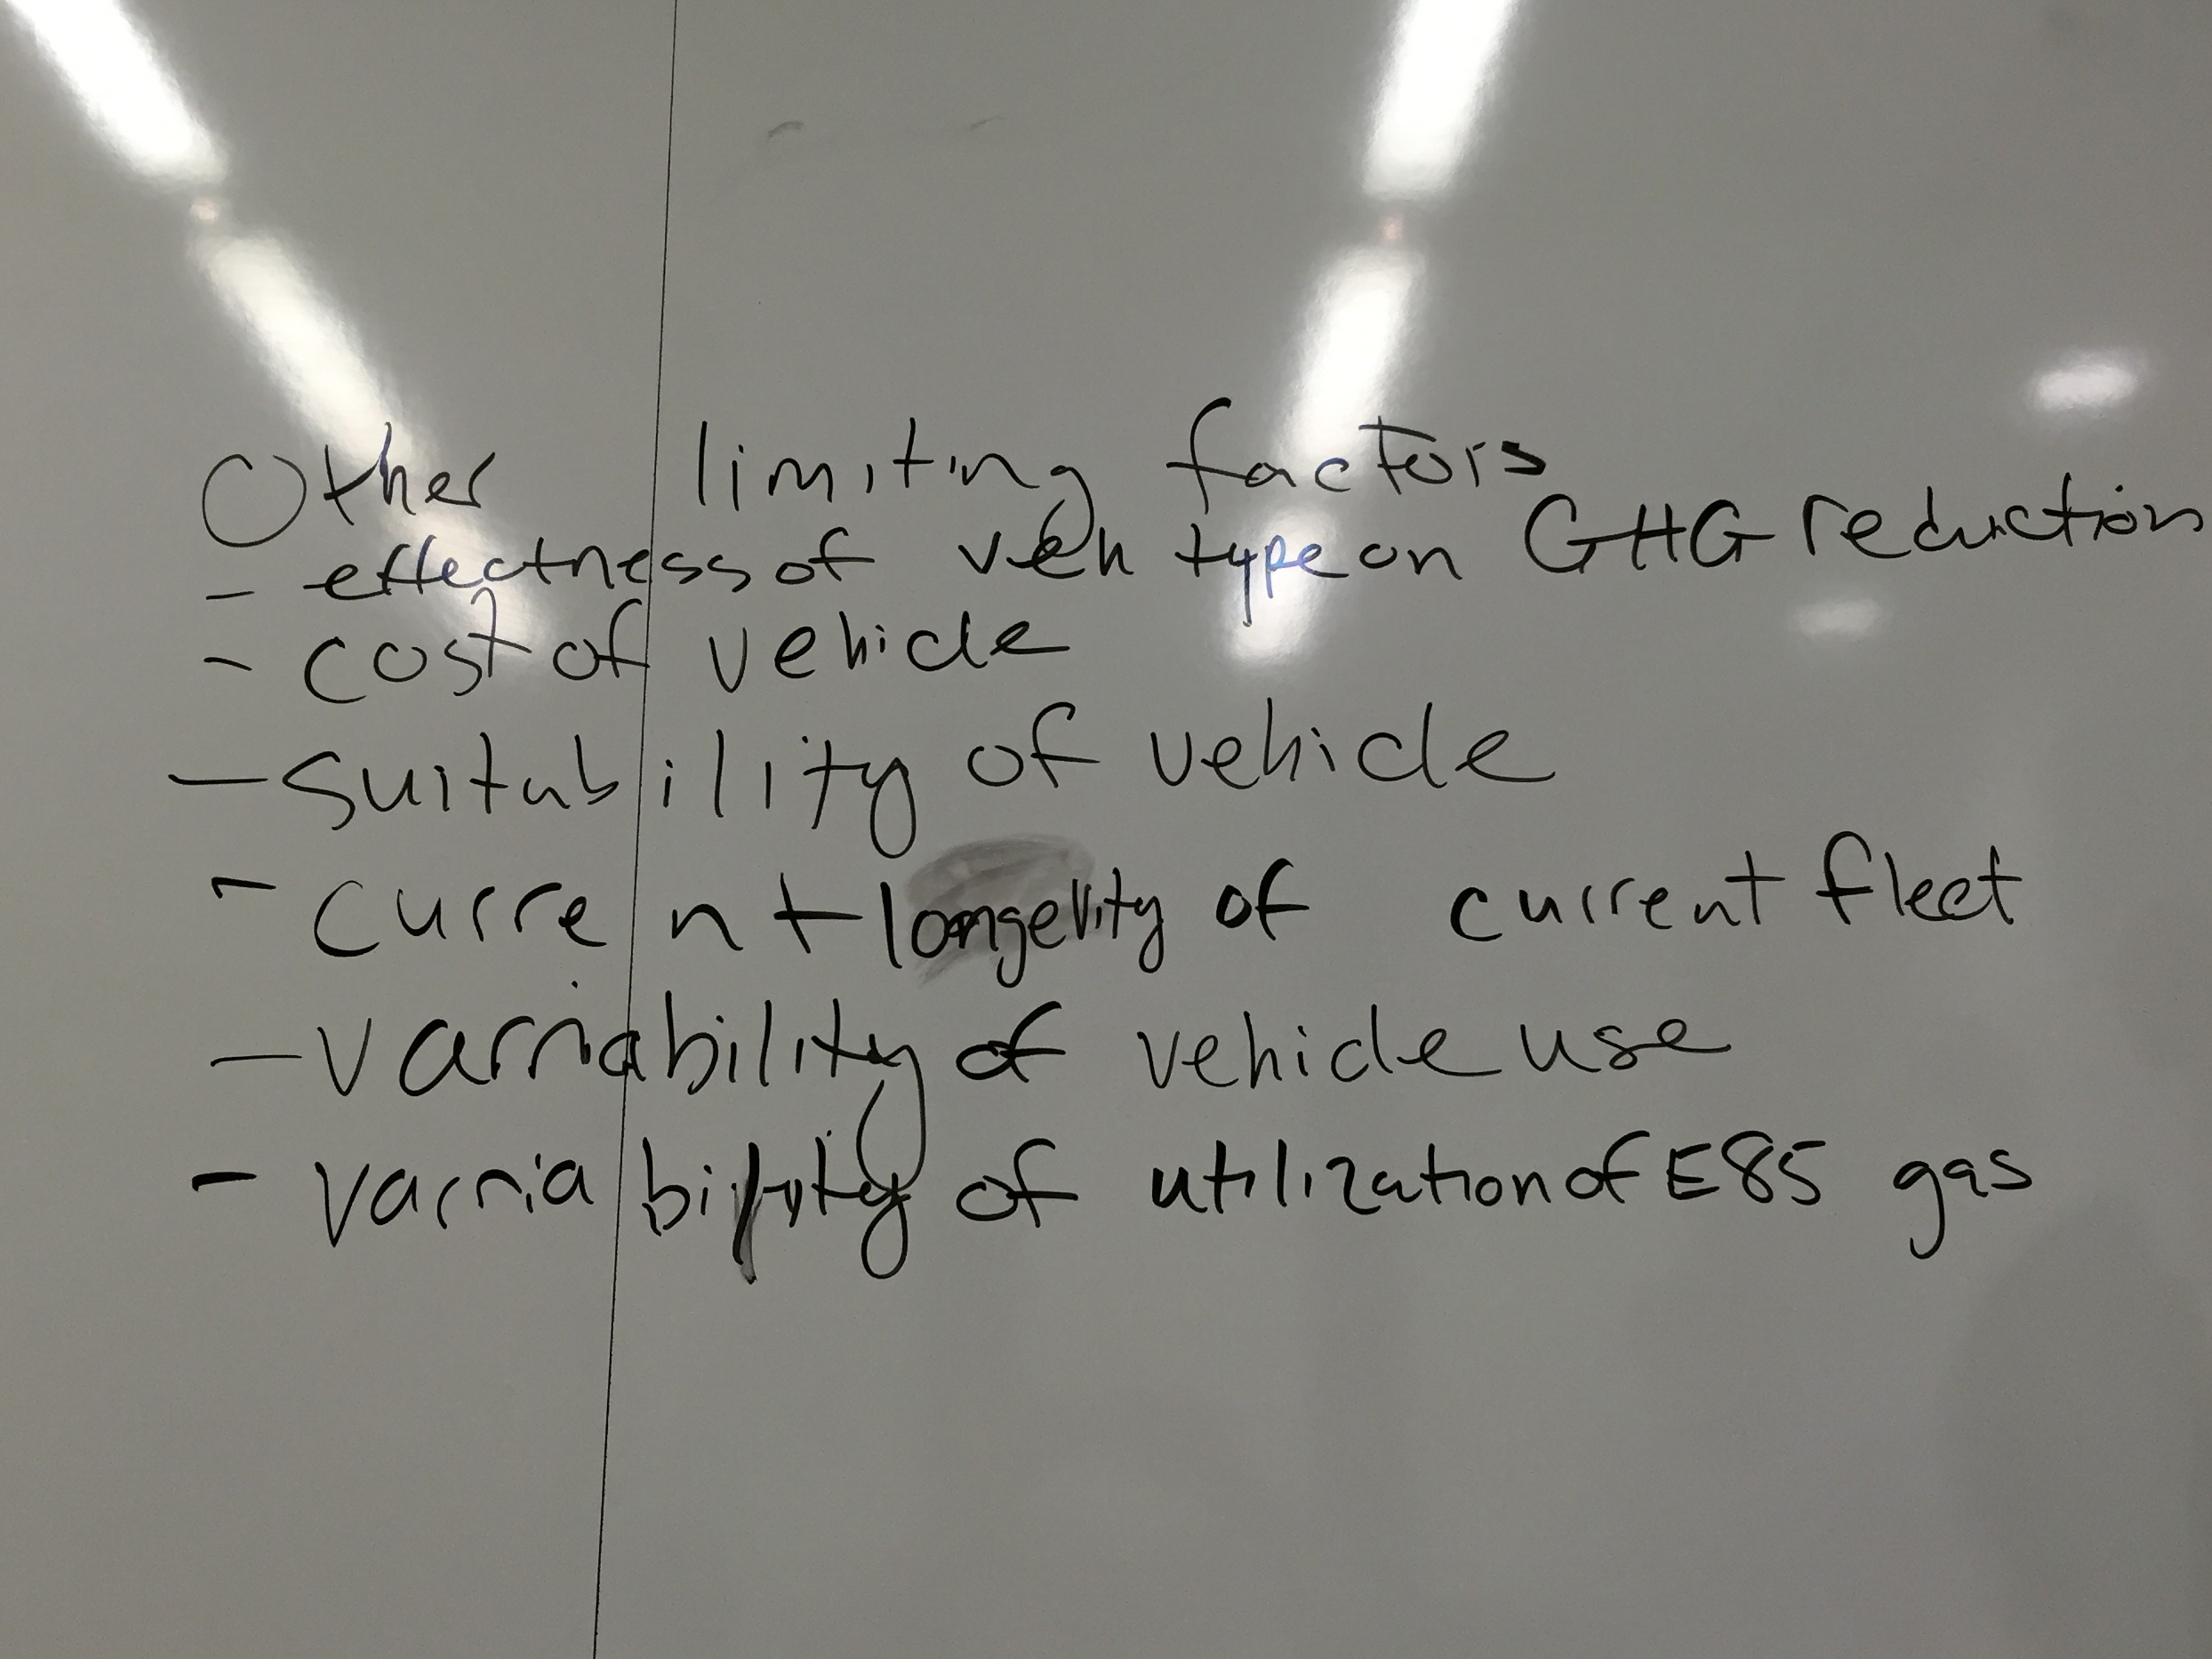 Other limiting factors
- effectness of veh type on GHG reduction
- cost of vehicle
- suitability of vehicle
- current longevity of current fleet
- varriability of vehicle use
- varriability of utilization of E85 gas